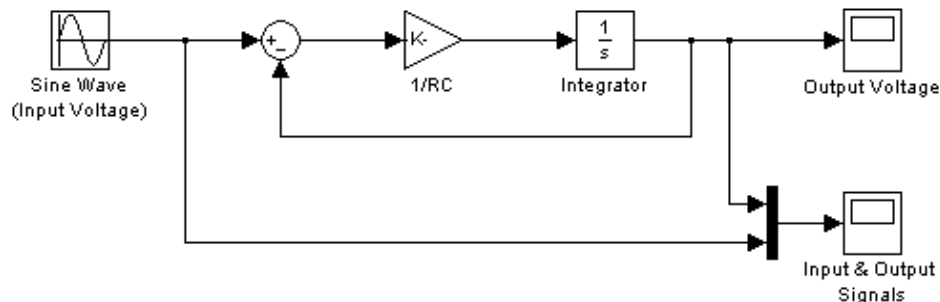 +
-
K-
1
s
Sine Wave
(Input Voltage)
1/RC
Integrator
Output Voltage
Input & Output
Signals